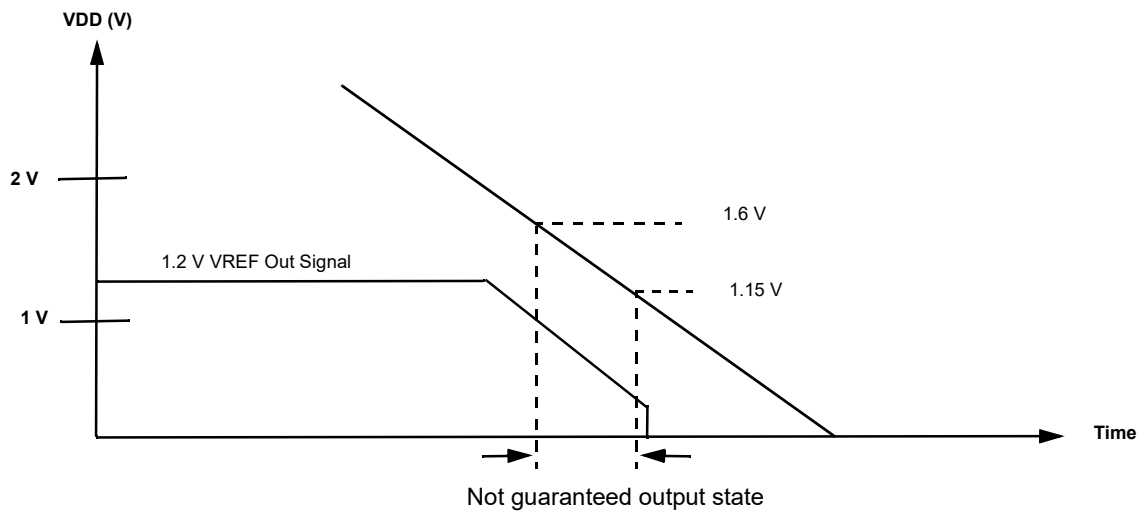 VDD (V)
2 V
1.6 V
1.2 V VREF Out Signal
1.15 V
1 V
Time
Not guaranteed output state